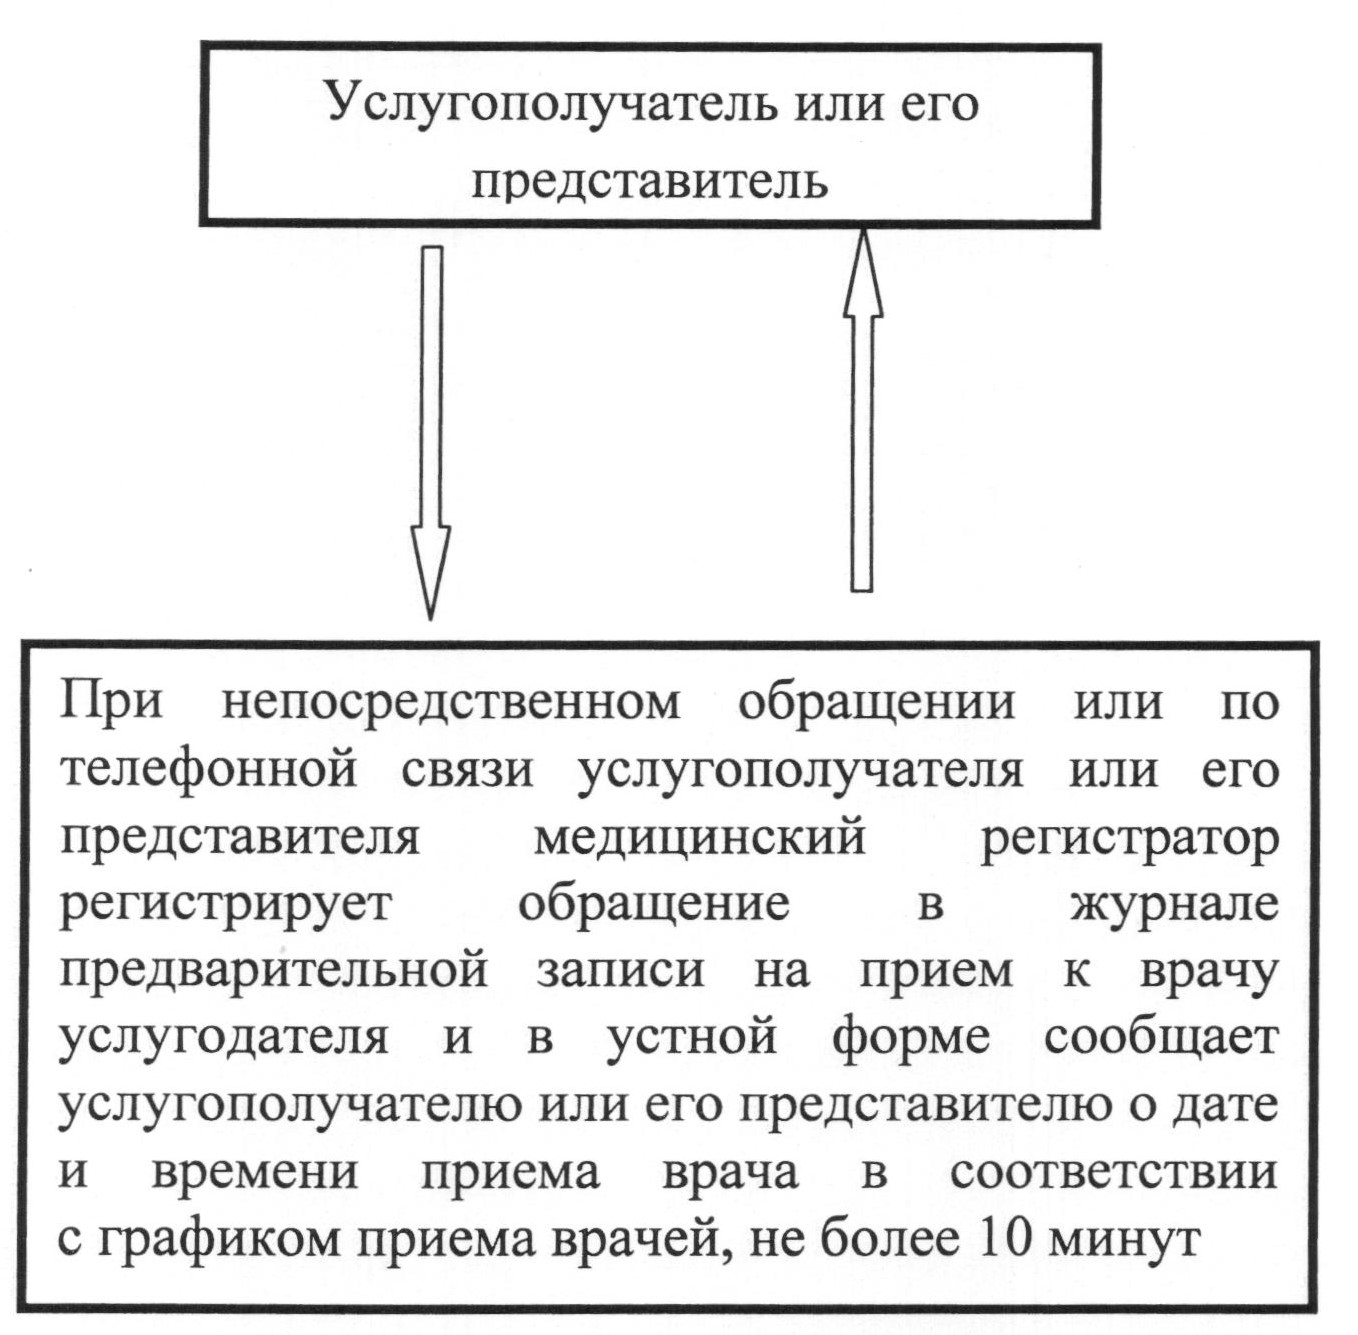 Услугополучатель или его
представитель
При непосредственном обращении или по
телефонной связи услугополучателя или его
представителя медицинский регистратор
регистрирует обращение в журнале
предварительной записи на прием к врачу
услугодателя и в устной форме сообщает
услугополучателю или его представителю о дате
и времени приема врача в соответствии
с графиком приема врачей, не более 10 минут